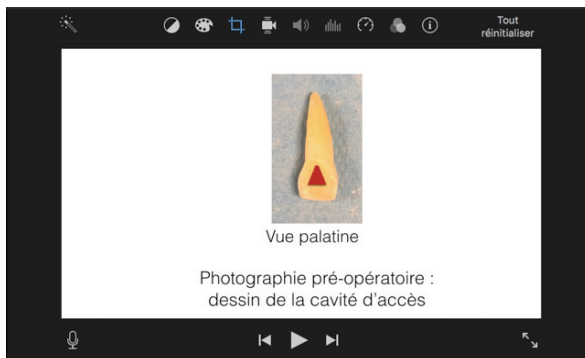 Tout
réinitialiser
Vue palatine
Photographie pré-opératoire :
dessin de la cavité d'accès